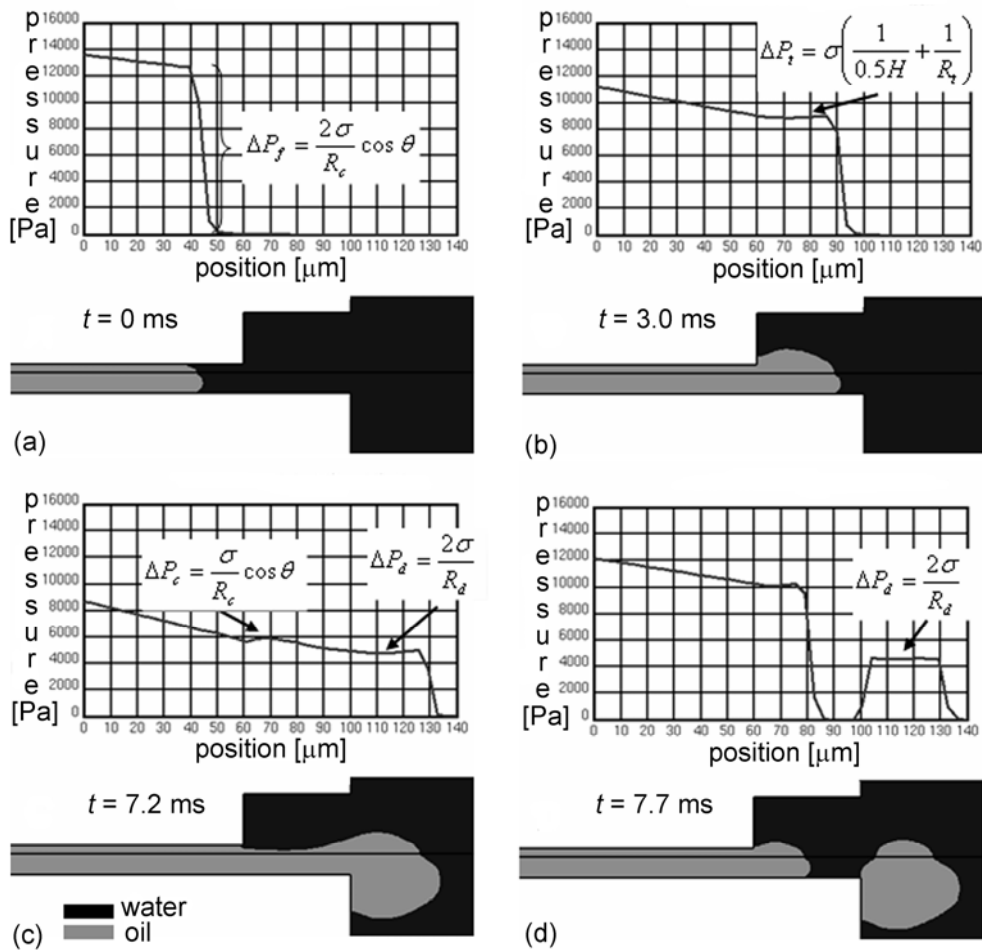 pressure [Pa]
16000
14000
12000
10000
8000
6000
4000
2000
0
ΔP_f = 2σ/R_c cos θ
0 10 20 30 40 50 60 70 80 90 100 110 120 130 140
position [μm]
t = 0 ms
(a)
pressure [Pa]
16000
14000
12000
10000
8000
6000
4000
2000
0
ΔP_t = σ(1/0.5H + 1/R_t)
0 10 20 30 40 50 60 70 80 90 100 110 120 130 140
position [μm]
t = 3.0 ms
(b)
pressure [Pa]
16000
14000
12000
10000
8000
6000
4000
2000
0
ΔP_c = σ/R_c cos θ
ΔP_d = 2σ/R_d
0 10 20 30 40 50 60 70 80 90 100 110 120 130 140
position [μm]
t = 7.2 ms
water
oil
(c)
pressure [Pa]
16000
14000
12000
10000
8000
6000
4000
2000
0
ΔP_d = 2σ/R_d
0 10 20 30 40 50 60 70 80 90 100 110 120 130 140
position [μm]
t = 7.7 ms
(d)